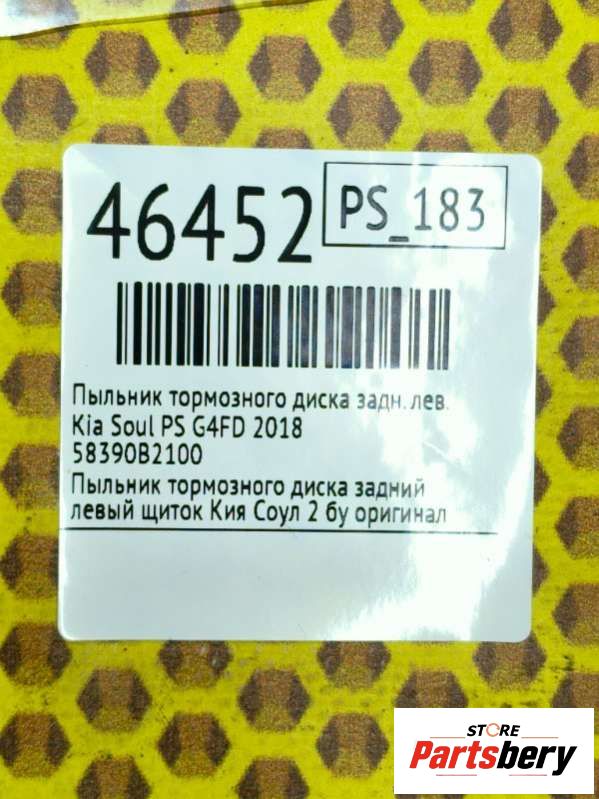 46452
PS_183
Пыльник тормозного диска задн. лев.
Kia Soul PS G4FD 2018
58390B2100
Пыльник тормозного диска задний
левый щиток Кия Соул 2 бу оригинал
STORE
Partsbery